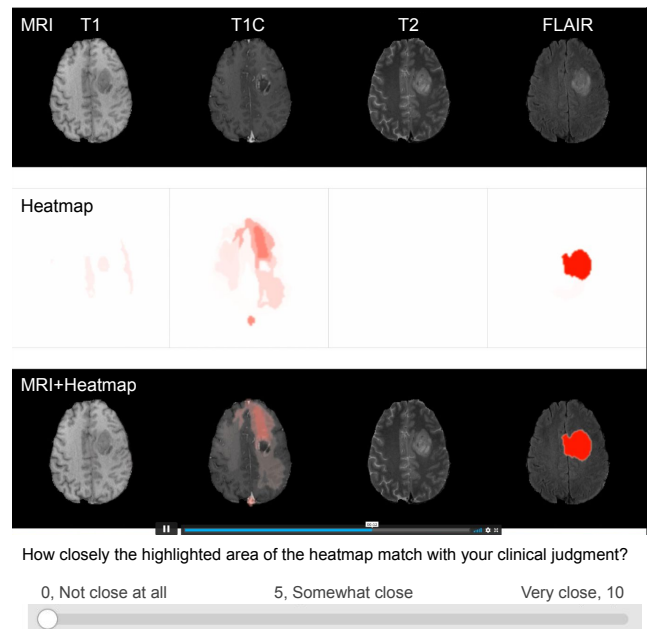 MRI T1 T1C T2 FLAIR
Heatmap
MRI+Heatmap
How closely the highlighted area of the heatmap match with your clinical judgment?
0, Not close at all 5, Somewhat close Very close, 10